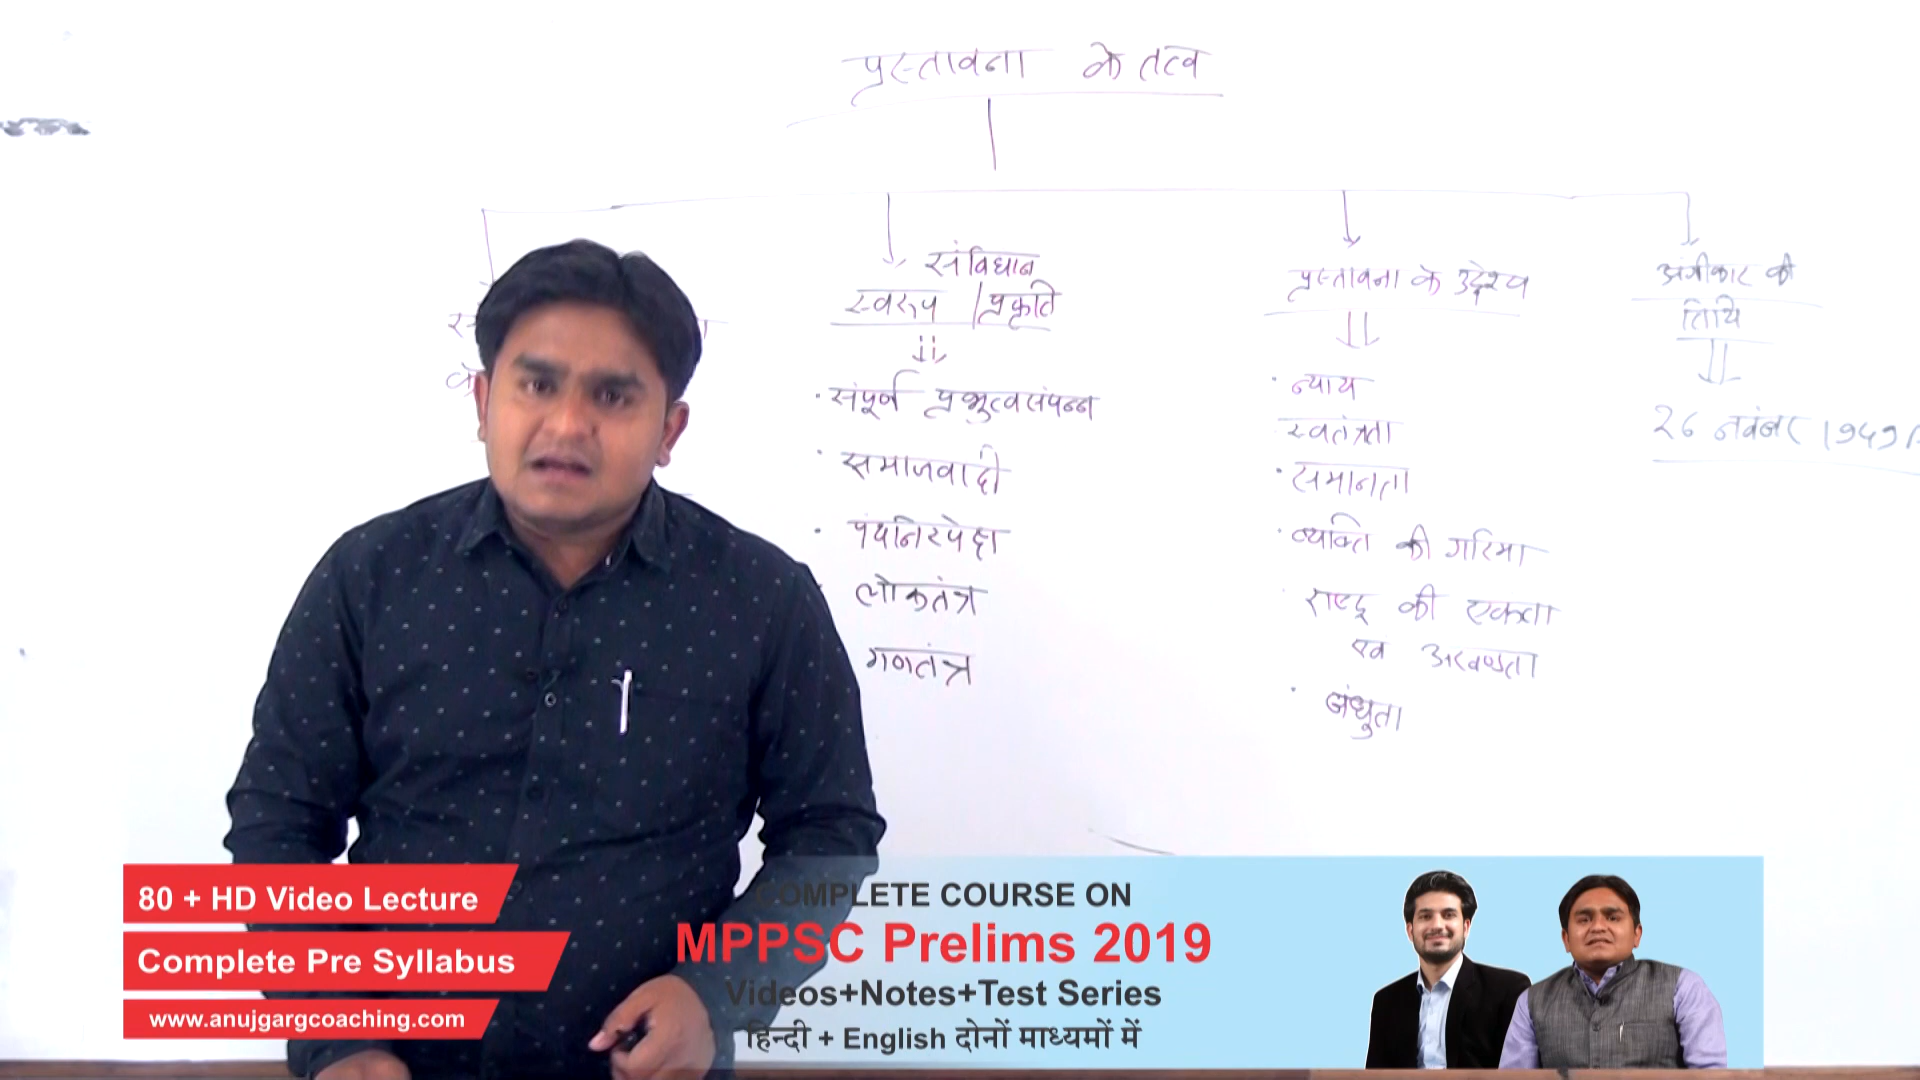 प्रस्तावना के तत्व
संविधान
स्वरूप / प्रकृति
· संपूर्ण प्रभुत्वसंपन्न
· समाजवादी
· पंथनिरपेक्ष
लोकतंत्र
गणतंत्र
प्रस्तावना के उद्देश्य
· न्याय
स्वतंत्रता
· समानता
· व्यक्ति की गरिमा
राष्ट्र की एकता
एवं अखण्डता
· बंधुता
अंगीकार की
तिथि
26 नवंबर 1949
80 + HD Video Lecture
Complete Pre Syllabus
www.anujgargcoaching.com
COMPLETE COURSE ON
MPPSC Prelims 2019
Videos+Notes+Test Series
हिन्दी + English दोनों माध्यमों में